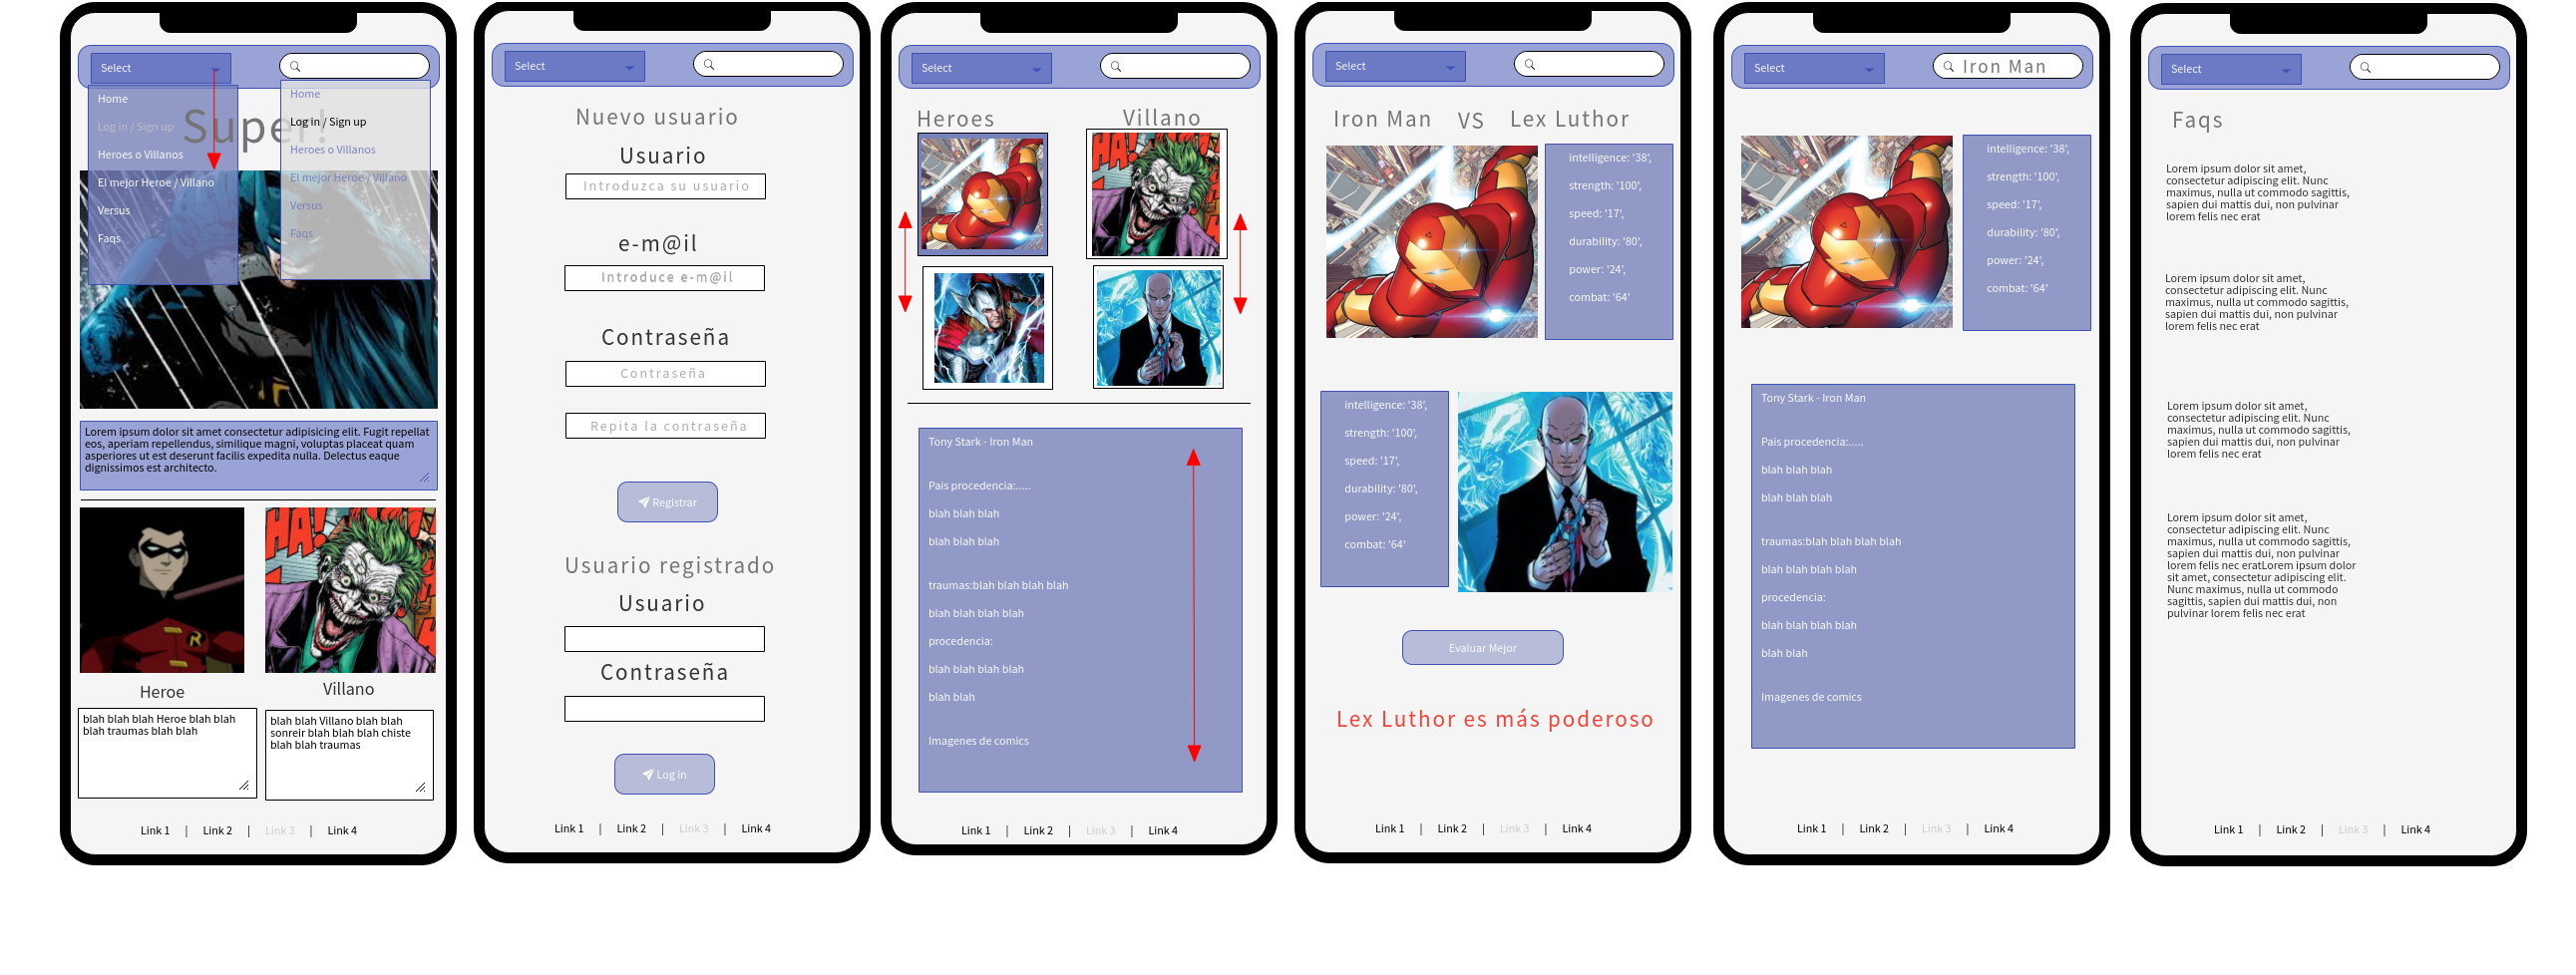 Select
Home
Log in / Sign up
Heroes o Villanos
El mejor Heroe / Villano
Versus
Faqs
Super!
Home
Log in / Sign up
Heroes o Villanos
El mejor Heroe / Villano
Versus
Faqs
Lorem ipsum dolor sit amet consectetur adipisicing elit. Fugit repellat
eos, aperiam repellendus, similique magni, voluptas placeat quam
asperiores ut est deserunt facilis expedita nulla. Delectus eaque
dignissimos est architecto.
R
HA!
HA!
Heroe
Villano
blah blah blah Heroe blah blah
blah traumas blah blah
blah blah Villano blah blah
sonreir blah blah blah chiste
blah blah traumas
Link 1 | Link 2 | Link 3 | Link 4
Select
Nuevo usuario
Usuario
Introduzca su usuario
e-m@il
Introduce e-m@il
Contraseña
Contraseña
Repita la contraseña
Registrar
Usuario registrado
Usuario
Contraseña
Log in
Link 1 | Link 2 | Link 3 | Link 4
Select
Heroes
Villano
HA!
HA!
Tony Stark - Iron Man
Pais procedencia:.....
blah blah blah
blah blah blah
traumas:blah blah blah blah
blah blah blah blah
procedencia:
blah blah blah blah
blah blah
Imagenes de comics
Link 1 | Link 2 | Link 3 | Link 4
Select
Iron Man VS Lex Luthor
intelligence: '38',
strength: '100',
speed: '17',
durability: '80',
power: '24',
combat: '64'
intelligence: '38',
strength: '100',
speed: '17',
durability: '80',
power: '24',
combat: '64'
Evaluar Mejor
Lex Luthor es más poderoso
Link 1 | Link 2 | Link 3 | Link 4
Select
Iron Man
intelligence: '38',
strength: '100',
speed: '17',
durability: '80',
power: '24',
combat: '64'
Tony Stark - Iron Man
Pais procedencia:.....
blah blah blah
blah blah blah
traumas:blah blah blah blah
blah blah blah blah
procedencia:
blah blah blah blah
blah blah
Imagenes de comics
Link 1 | Link 2 | Link 3 | Link 4
Select
Faqs
Lorem ipsum dolor sit amet,
consectetur adipiscing elit. Nunc
maximus, nulla ut commodo sagittis,
sapien dui mattis dui, non pulvinar
lorem felis nec erat
Lorem ipsum dolor sit amet,
consectetur adipiscing elit. Nunc
maximus, nulla ut commodo sagittis,
sapien dui mattis dui, non pulvinar
lorem felis nec erat
Lorem ipsum dolor sit amet,
consectetur adipiscing elit. Nunc
maximus, nulla ut commodo sagittis,
sapien dui mattis dui, non pulvinar
lorem felis nec erat
Lorem ipsum dolor sit amet,
consectetur adipiscing elit. Nunc
maximus, nulla ut commodo sagittis,
sapien dui mattis dui, non pulvinar
lorem felis nec eratLorem ipsum dolor
sit amet, consectetur adipiscing elit.
Nunc maximus, nulla ut commodo
sagittis, sapien dui mattis dui, non
pulvinar lorem felis nec erat
Link 1 | Link 2 | Link 3 | Link 4